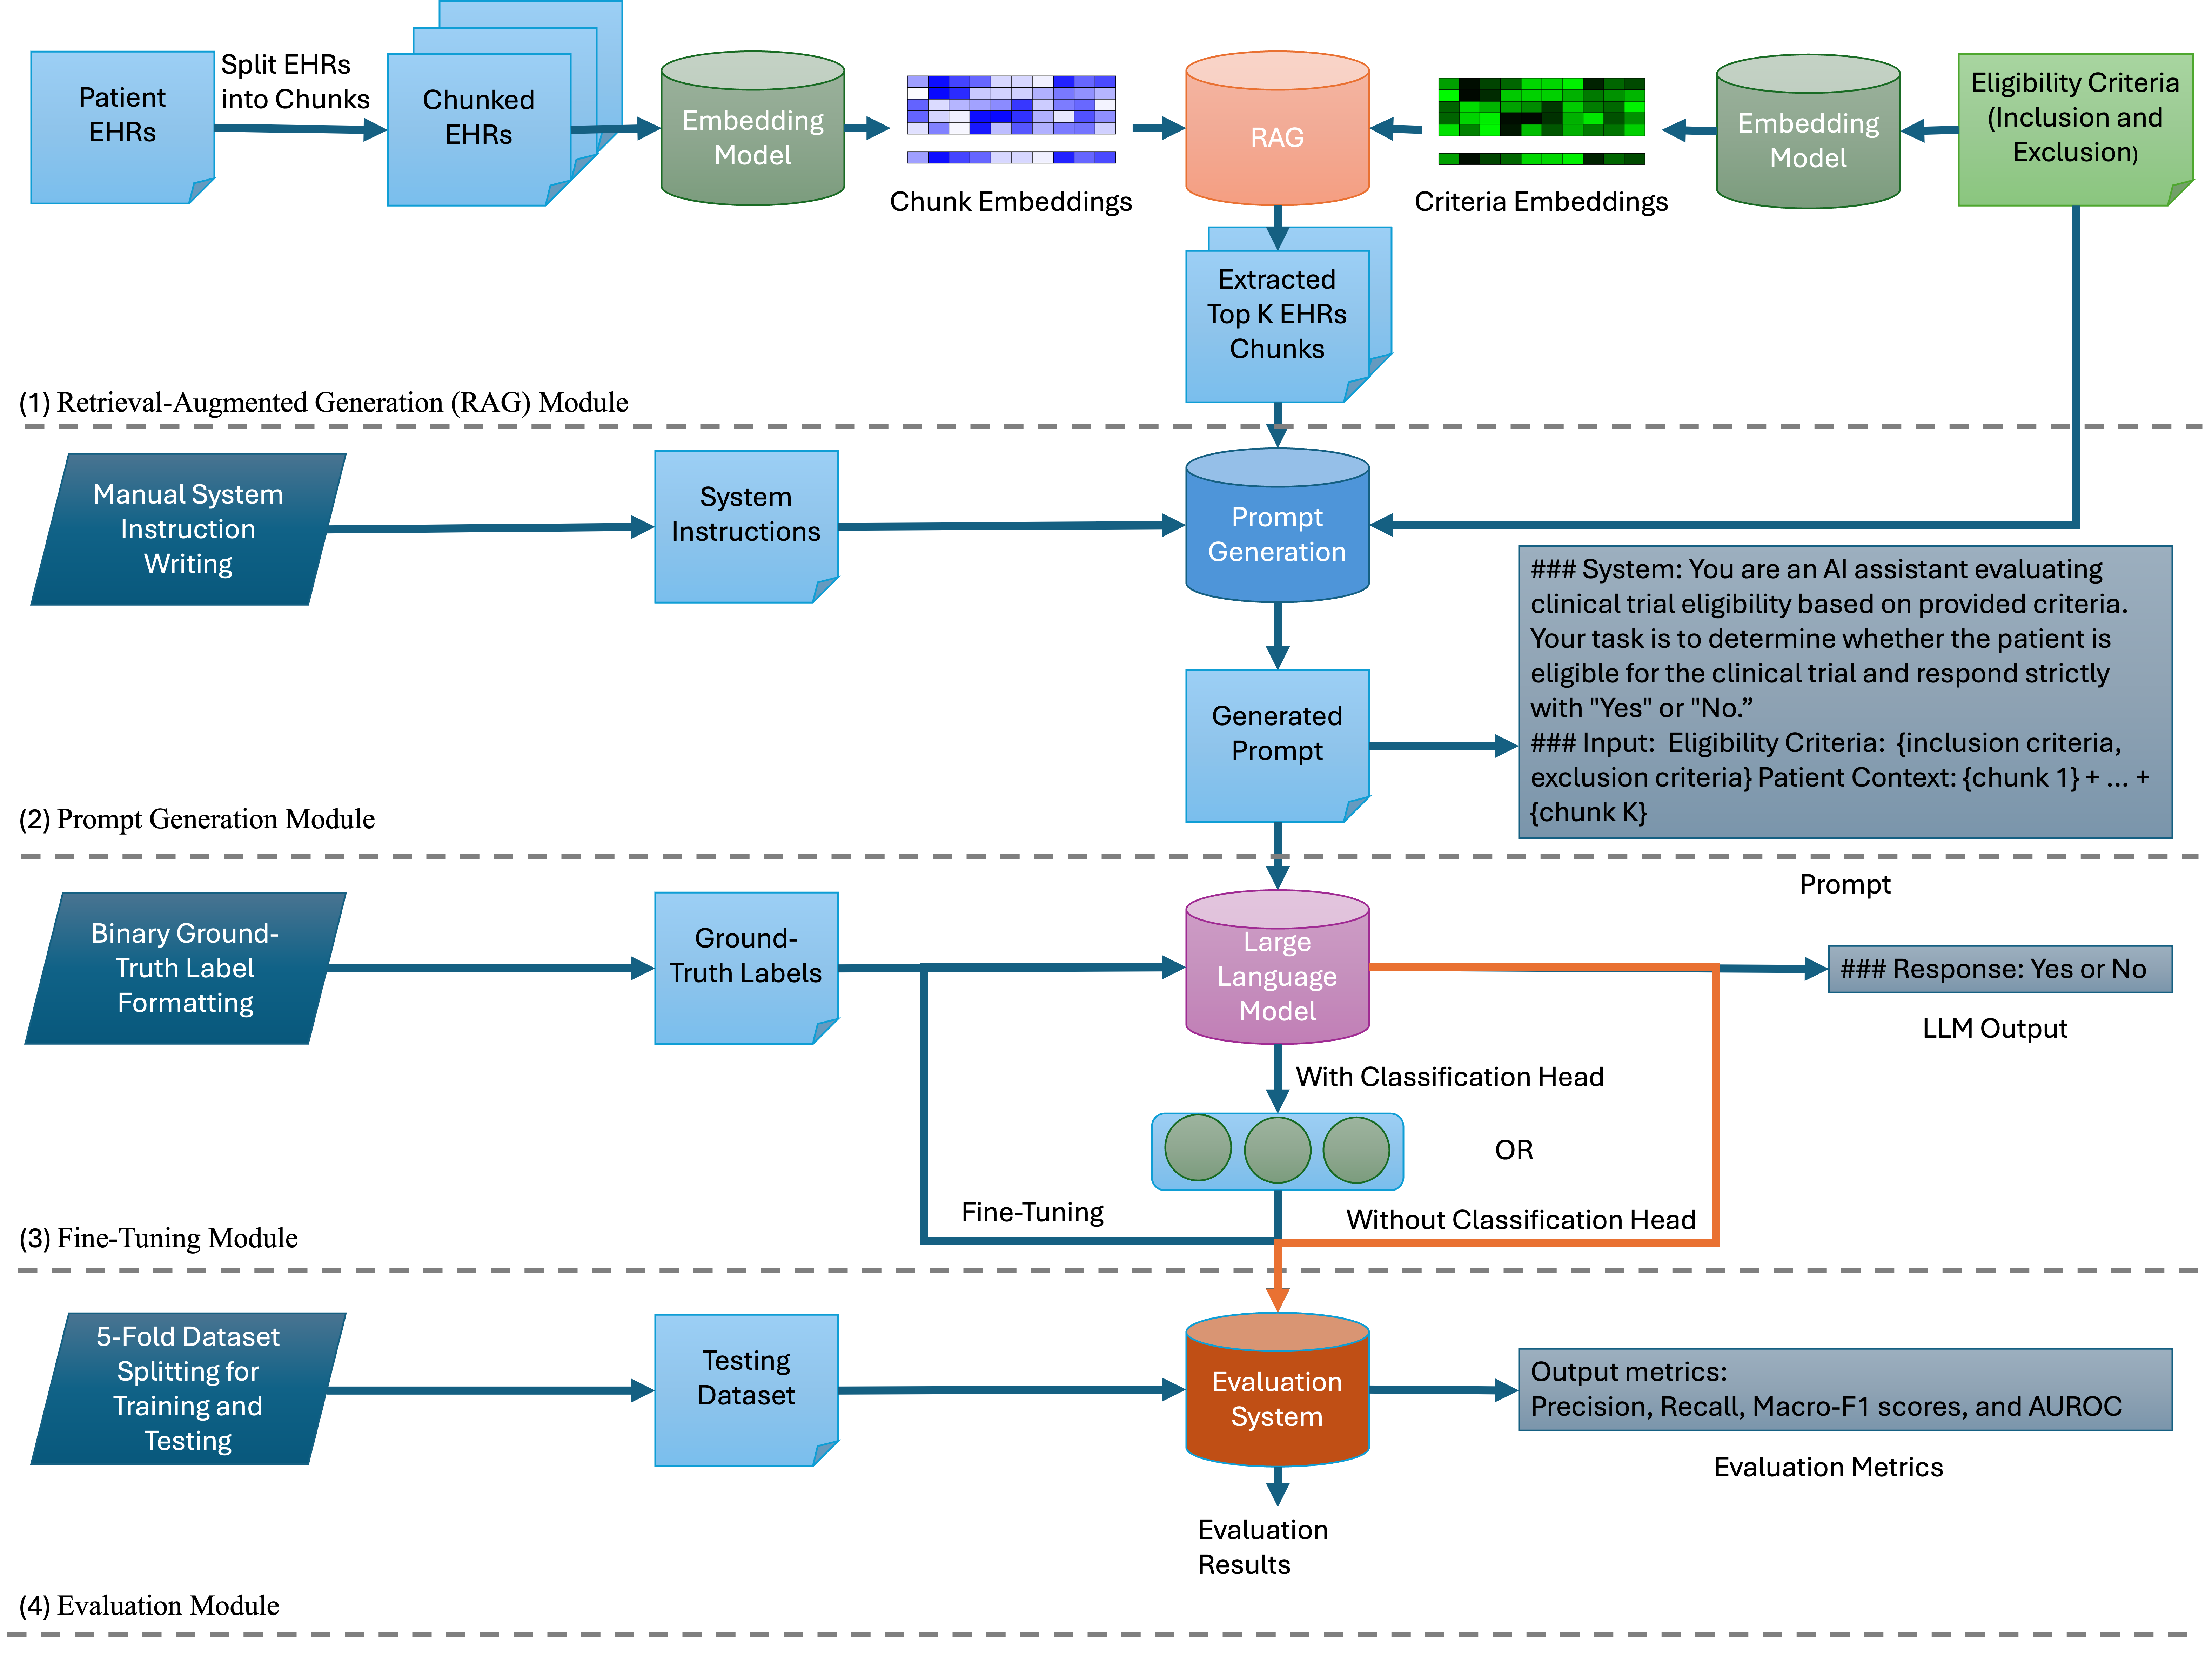 Patient
EHRs
Split EHRs
into Chunks
Chunked
EHRs
Embedding
Model
Chunk Embeddings
RAG
Criteria Embeddings
Embedding
Model
Eligibility Criteria
(Inclusion and
Exclusion)
Extracted
Top K EHRs
Chunks
(1) Retrieval-Augmented Generation (RAG) Module
Manual System
Instruction
Writing
System
Instructions
Prompt
Generation
### System: You are an AI assistant evaluating
clinical trial eligibility based on provided criteria.
Your task is to determine whether the patient is
eligible for the clinical trial and respond strictly
with "Yes" or "No.”
### Input:  Eligibility Criteria:  {inclusion criteria,
exclusion criteria} Patient Context: {chunk 1} + ... +
{chunk K}
Generated
Prompt
(2) Prompt Generation Module
Prompt
Binary Ground-
Truth Label
Formatting
Ground-
Truth Labels
Large
Language
Model
### Response: Yes or No
LLM Output
With Classification Head
OR
Fine-Tuning
Without Classification Head
(3) Fine-Tuning Module
5-Fold Dataset
Splitting for
Training and
Testing
Testing
Dataset
Evaluation
System
Output metrics:
Precision, Recall, Macro-F1 scores, and AUROC
Evaluation Metrics
Evaluation
Results
(4) Evaluation Module